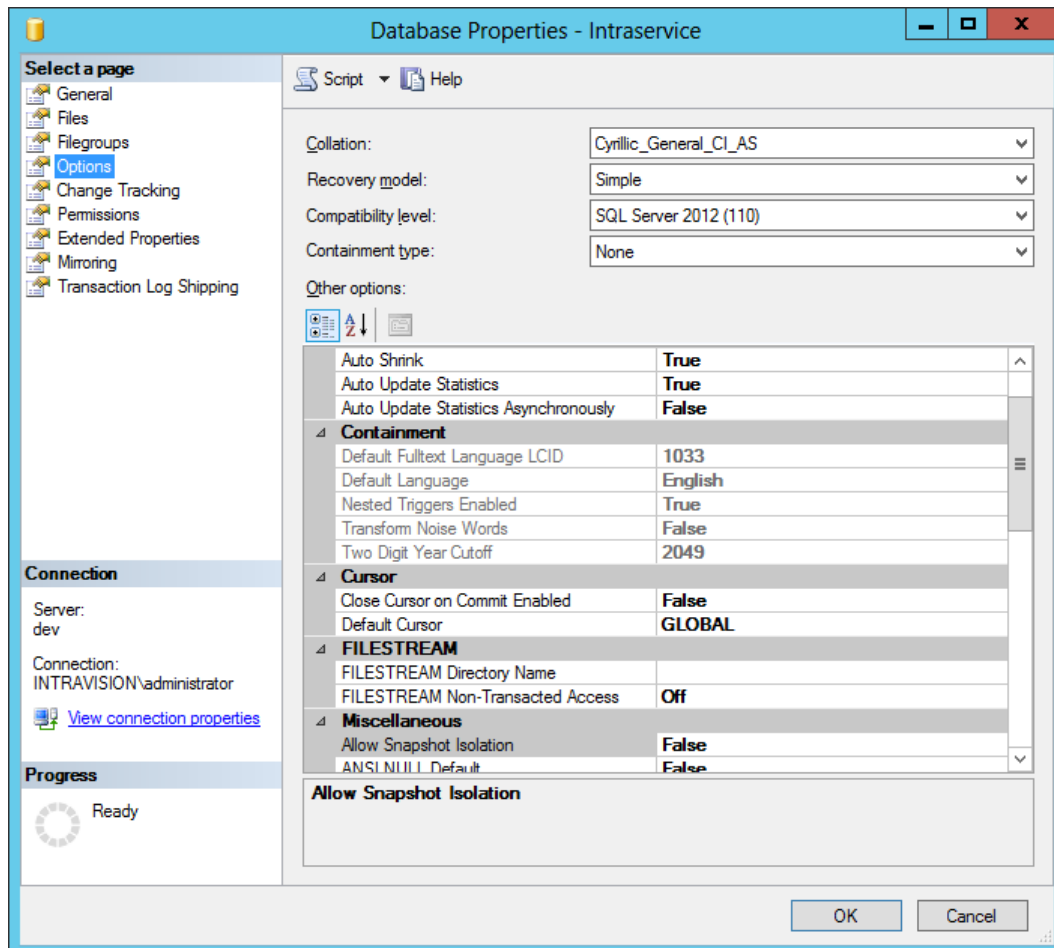 Database Properties - Intraservice
Select a page
General
Files
Filegroups
Options
Change Tracking
Permissions
Extended Properties
Mirroring
Transaction Log Shipping
Connection
Server:
dev
Connection:
INTRAVISION\administrator
View connection properties
Progress
Ready
Script Help
Collation: Cyrillic_General_CI_AS
Recovery model: Simple
Compatibility level: SQL Server 2012 (110)
Containment type: None
Other options:
Auto Shrink True
Auto Update Statistics True
Auto Update Statistics Asynchronously False
Containment
Default Fulltext Language LCID 1033
Default Language English
Nested Triggers Enabled True
Transform Noise Words False
Two Digit Year Cutoff 2049
Cursor
Close Cursor on Commit Enabled False
Default Cursor GLOBAL
FILESTREAM
FILESTREAM Directory Name
FILESTREAM Non-Transacted Access Off
Miscellaneous
Allow Snapshot Isolation False
ANSI NULL Default False
Allow Snapshot Isolation
OK Cancel